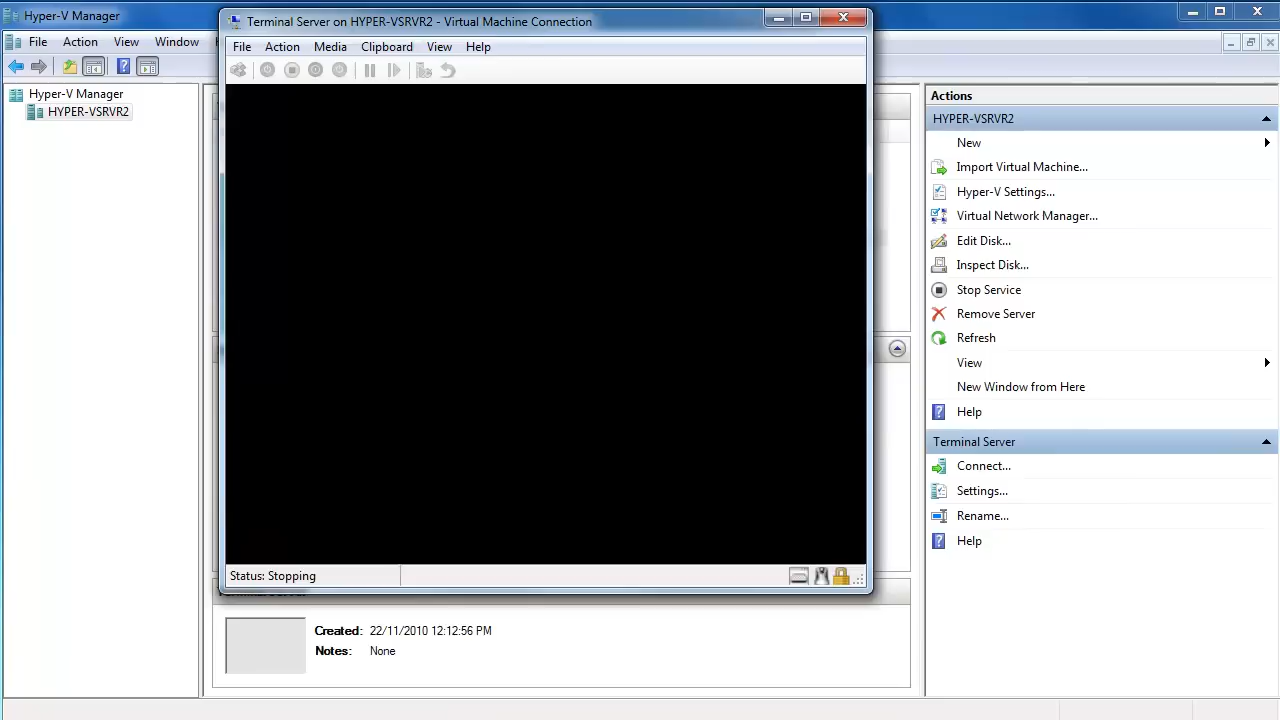 Hyper-V Manager
File Action View Window
Hyper-V Manager
HYPER-VSRVR2
Terminal Server on HYPER-VSRVR2 - Virtual Machine Connection
File Action Media Clipboard View Help
Status: Stopping
Created: 22/11/2010 12:12:56 PM
Notes: None
Actions
HYPER-VSRVR2
New
Import Virtual Machine...
Hyper-V Settings...
Virtual Network Manager...
Edit Disk...
Inspect Disk...
Stop Service
Remove Server
Refresh
View
New Window from Here
Help
Terminal Server
Connect...
Settings...
Rename...
Help